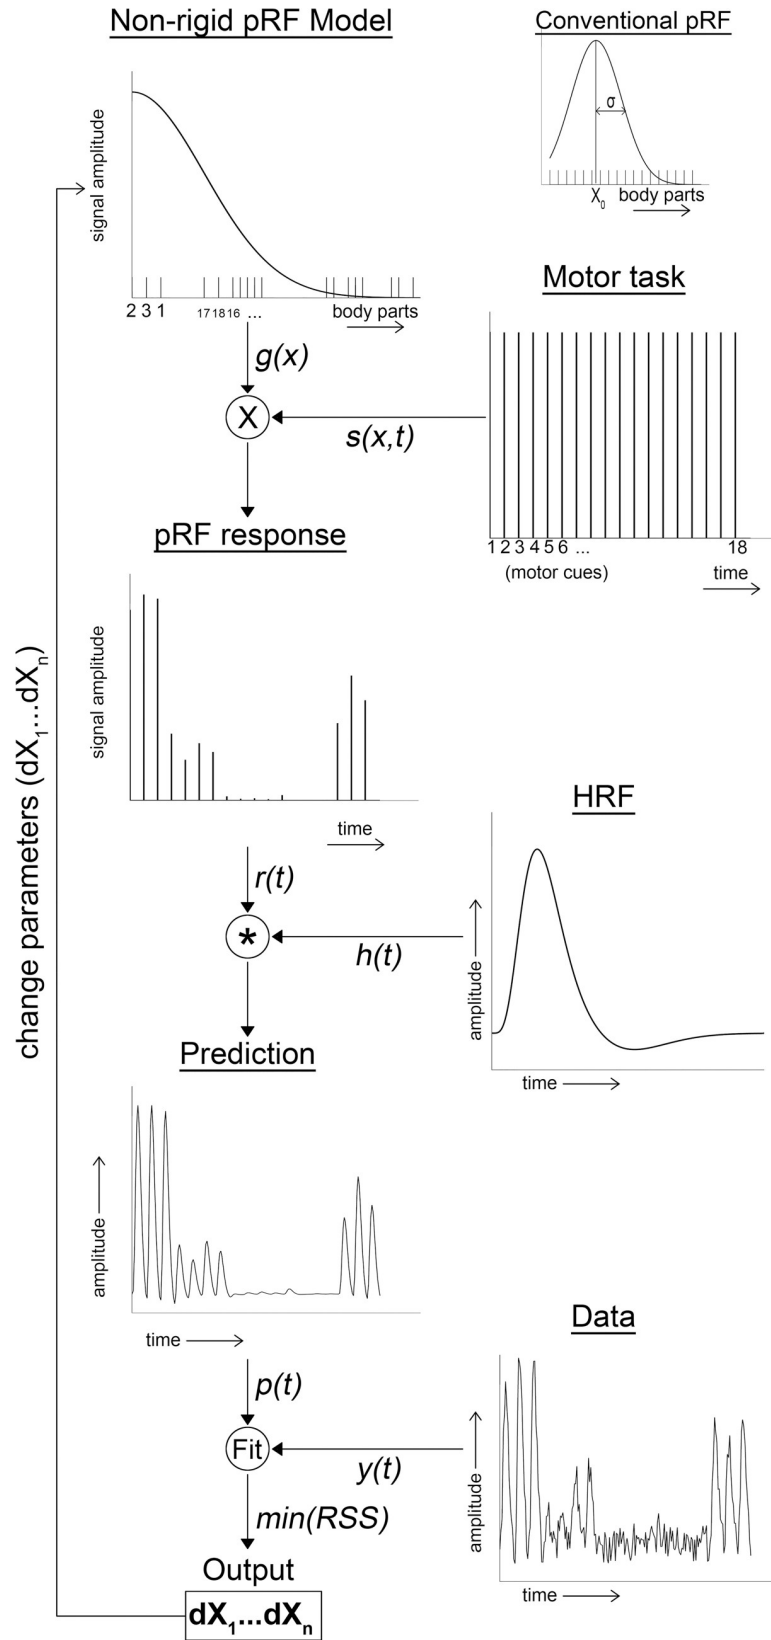 Non-rigid pRF Model
Conventional pRF
signal amplitude
σ
X₀
body parts
2 3 1
17 18 16 ...
body parts
Motor task
g(x)
X
s(x,t)
1 2 3 4 5 6 ...
18
(motor cues)
time
pRF response
signal amplitude
time
change parameters (dX₁...dXₙ)
HRF
r(t)
*
h(t)
amplitude
time
Prediction
amplitude
time
Data
p(t)
Fit
y(t)
amplitude
time
min(RSS)
Output
dX₁...dXₙ